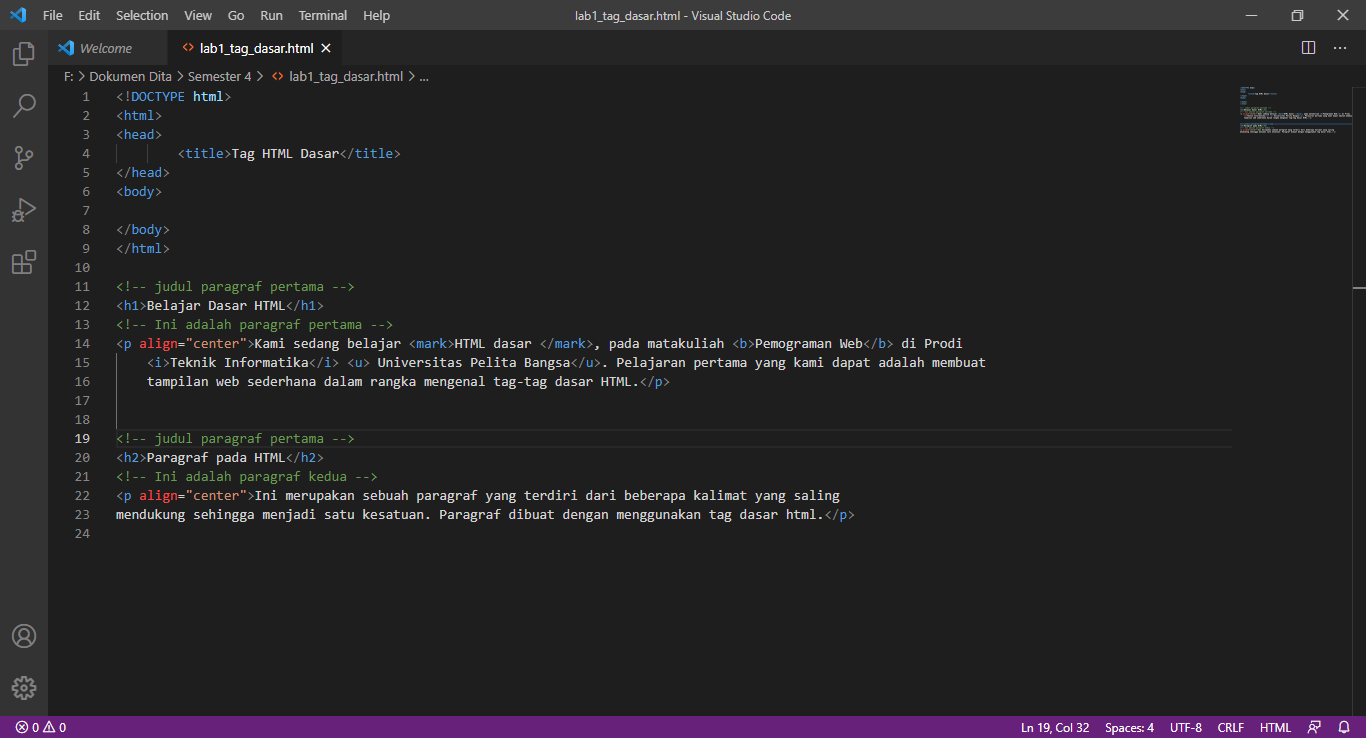 File Edit Selection View Go Run Terminal Help lab1_tag_dasar.html - Visual Studio Code
Welcome lab1_tag_dasar.html
F: > Dokumen Dita > Semester 4 > lab1_tag_dasar.html > ...
1 <!DOCTYPE html>
2 <html>
3 <head>
4 <title>Tag HTML Dasar</title>
5 </head>
6 <body>
7
8 </body>
9 </html>
10
11 <!-- judul paragraf pertama -->
12 <h1>Belajar Dasar HTML</h1>
13 <!-- Ini adalah paragraf pertama -->
14 <p align="center">Kami sedang belajar <mark>HTML dasar </mark>, pada matakuliah <b>Pemograman Web</b> di Prodi
15 <i>Teknik Informatika</i> <u> Universitas Pelita Bangsa</u>. Pelajaran pertama yang kami dapat adalah membuat
16 tampilan web sederhana dalam rangka mengenal tag-tag dasar HTML.</p>
17
18
19 <!-- judul paragraf pertama -->
20 <h2>Paragraf pada HTML</h2>
21 <!-- Ini adalah paragraf kedua -->
22 <p align="center">Ini merupakan sebuah paragraf yang terdiri dari beberapa kalimat yang saling
23 mendukung sehingga menjadi satu kesatuan. Paragraf dibuat dengan menggunakan tag dasar html.</p>
24
0 0 Ln 19, Col 32 Spaces: 4 UTF-8 CRLF HTML